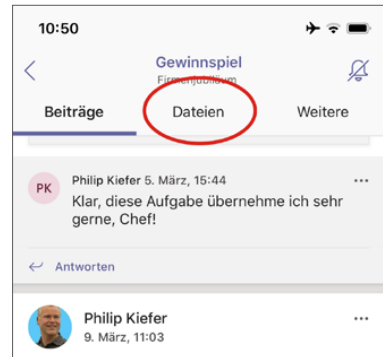 10:50
Gewinnspiel
Firmenjubiläum
Beiträge Dateien Weitere
PK
Philip Kiefer 5. März, 15:44
Klar, diese Aufgabe übernehme ich sehr
gerne, Chef!
Antworten
Philip Kiefer
9. März, 11:03